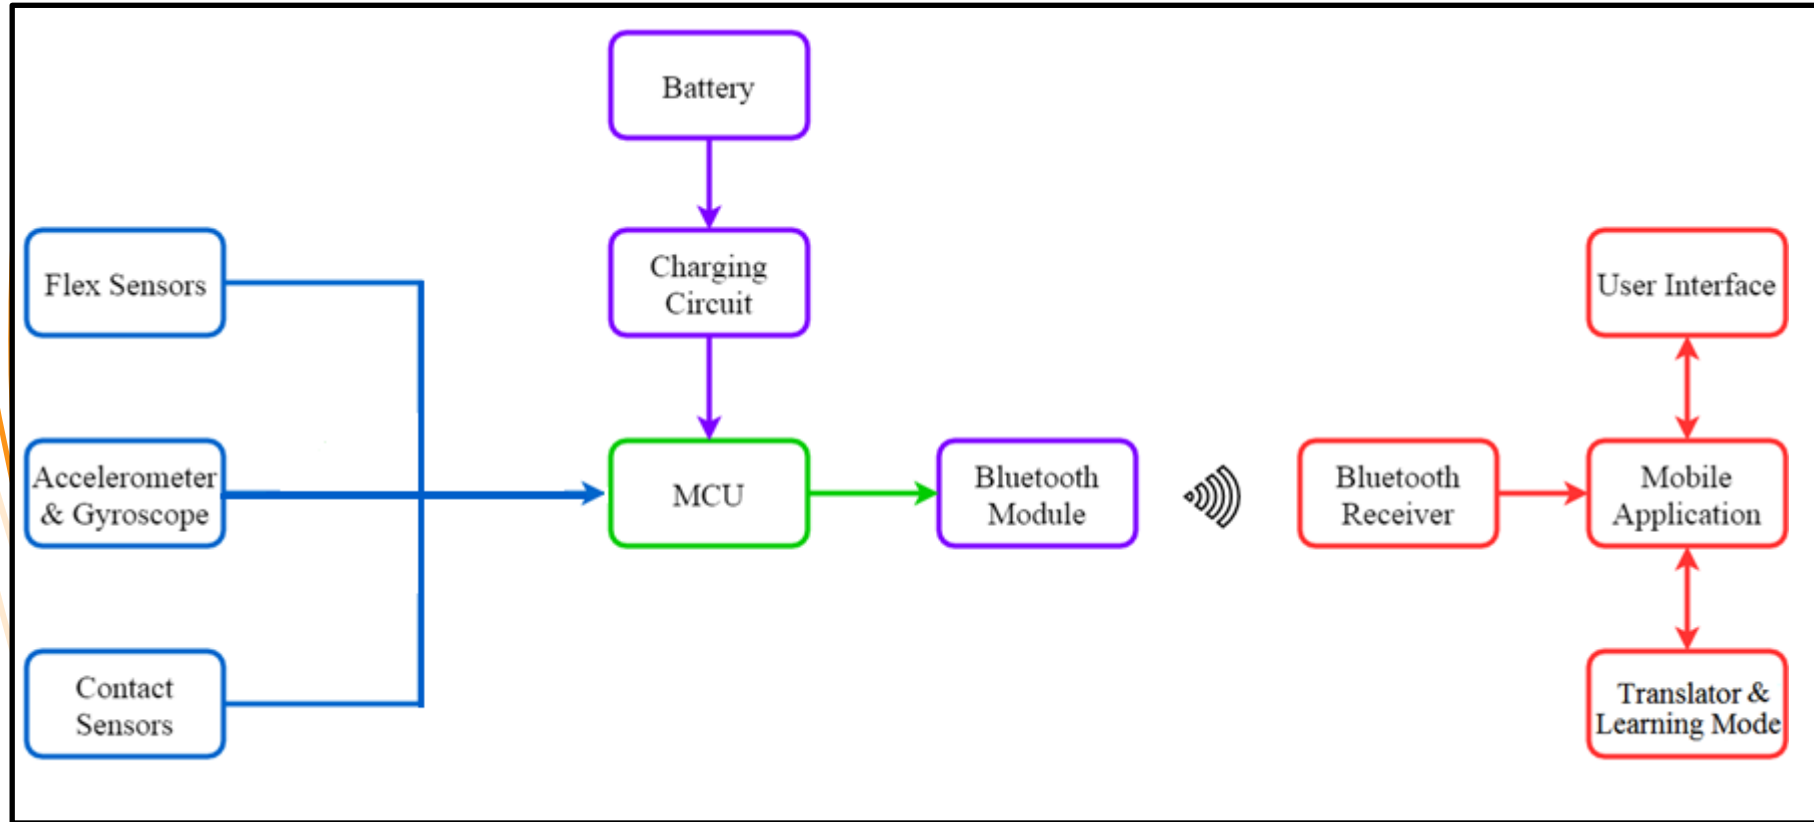 Battery
Flex Sensors
Charging
Circuit
User Interface
Accelerometer
& Gyroscope
MCU
Bluetooth
Module
Bluetooth
Receiver
Mobile
Application
Contact
Sensors
Translator &
Learning Mode